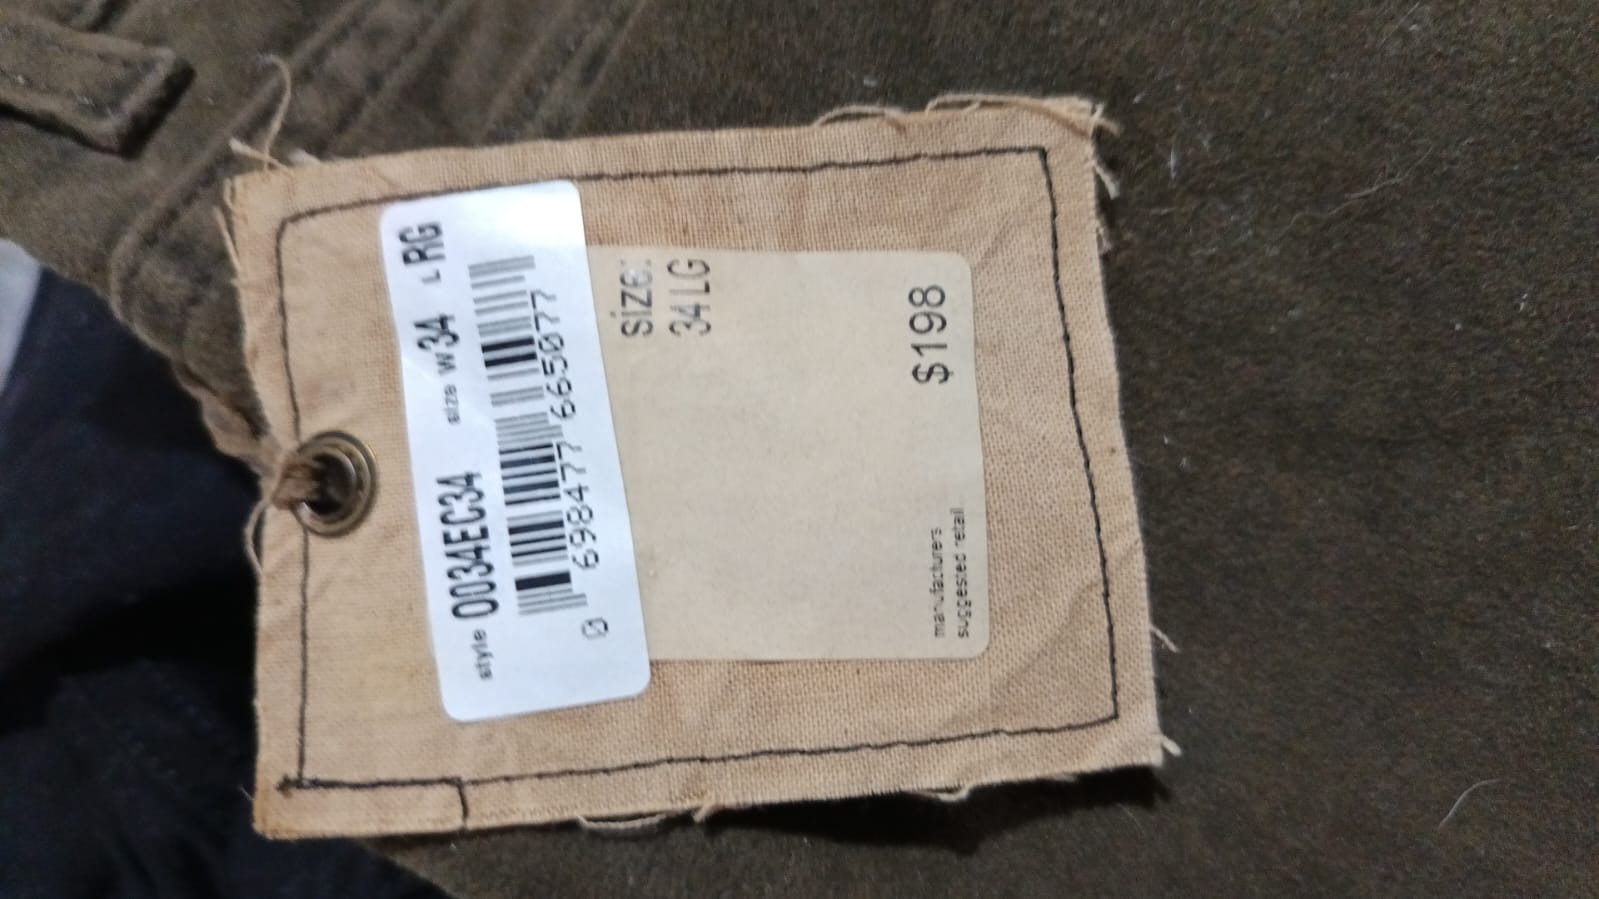 style 0034EC34 size W34 L RG
0 698477 665077
size:
34 LG
manufacturers
suggested retail $198